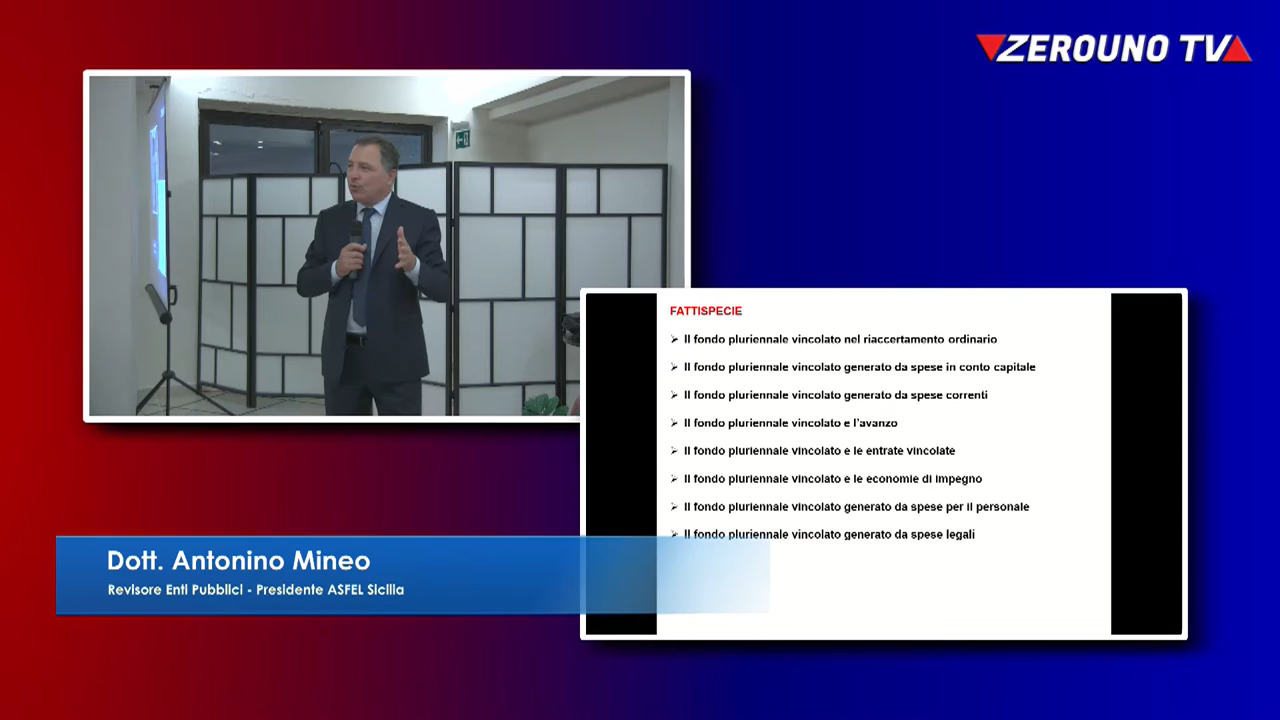 ZEROUNO TV
FATTISPECIE
Il fondo pluriennale vincolato nel riaccertamento ordinario
Il fondo pluriennale vincolato generato da spese in conto capitale
Il fondo pluriennale vincolato generato da spese correnti
Il fondo pluriennale vincolato e l'avanzo
Il fondo pluriennale vincolato e le entrate vincolate
Il fondo pluriennale vincolato e le economie di impegno
Il fondo pluriennale vincolato generato da spese per il personale
Il fondo pluriennale vincolato generato da spese legali
Dott. Antonino Mineo
Revisore Enti Pubblici - Presidente ASFEL Sicilia